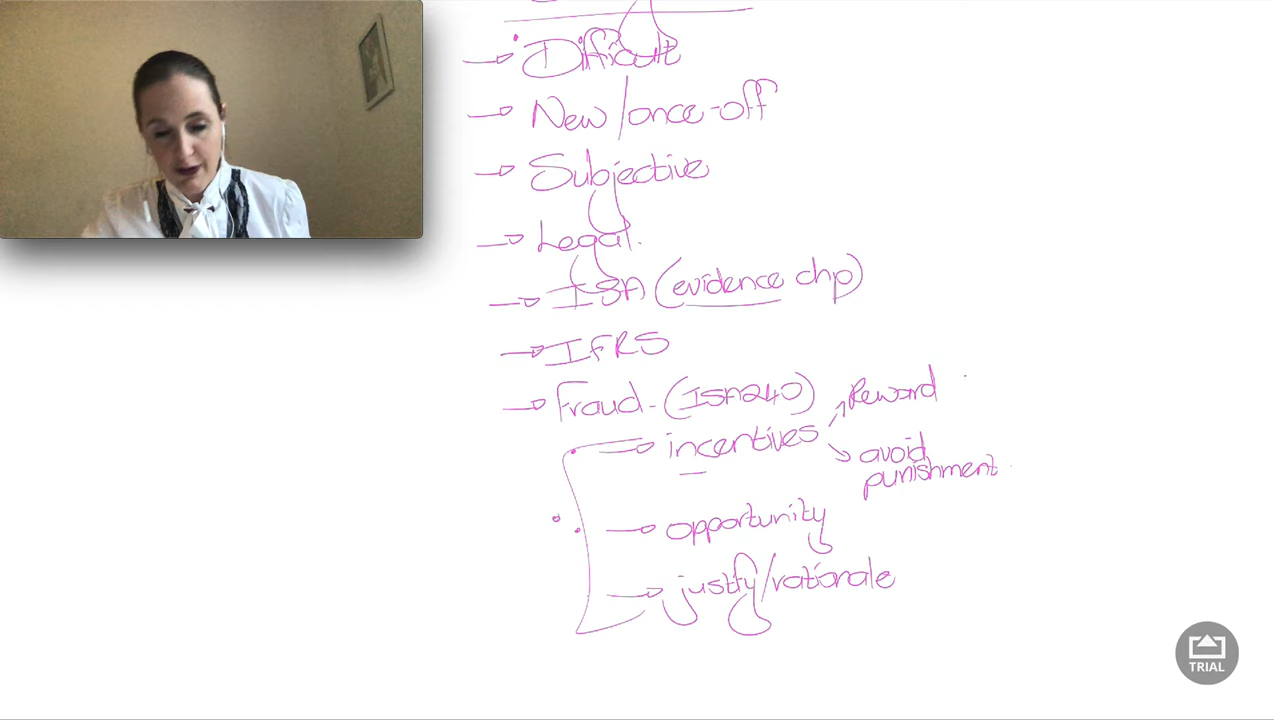 → Difficult
→ New/once-off
→ Subjective
→ Legal.
→ ISA (evidence chp)
→ IFRS
→ Fraud - (ISA240)
→ incentives → Reward
→ avoid
punishment
→ opportunity
→ justify/rationale
TRIAL